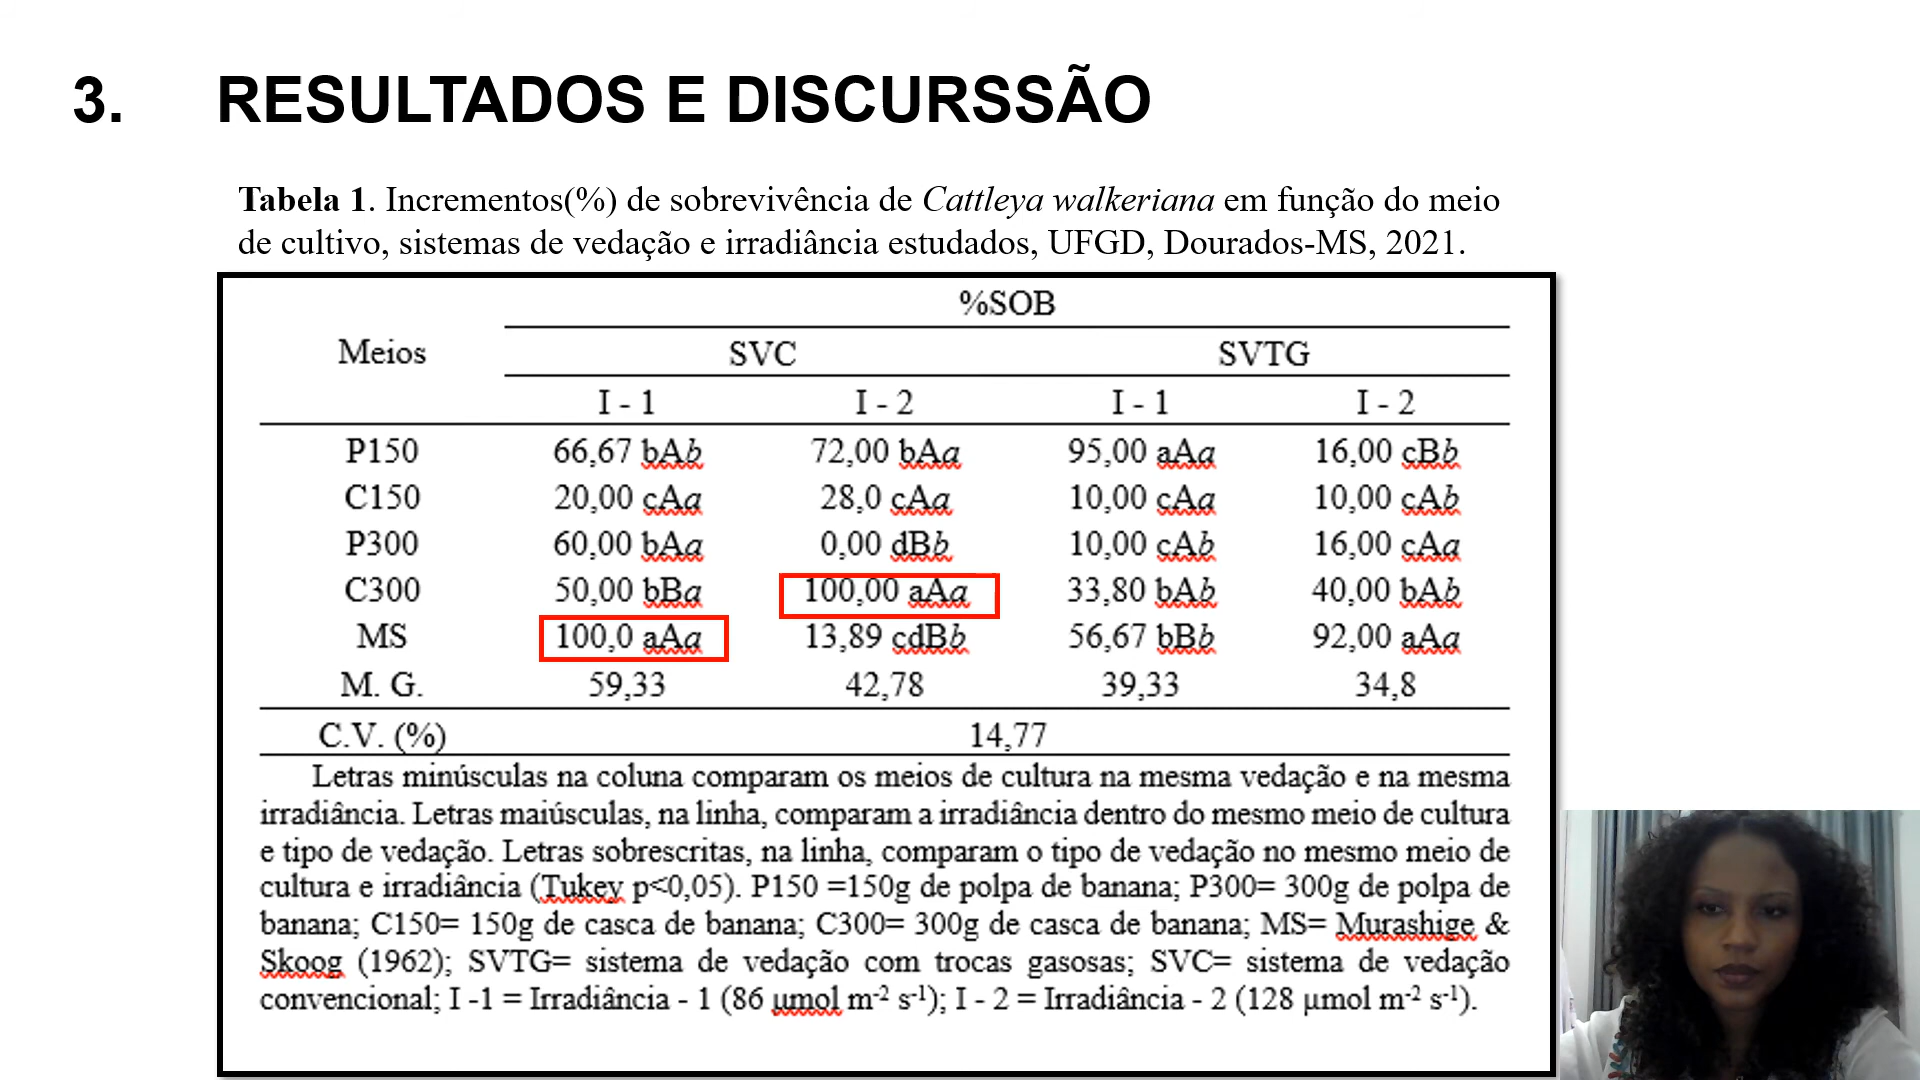 3. RESULTADOS E DISCURSSÃO
Tabela 1. Incrementos(%) de sobrevivência de Cattleya walkeriana em função do meio
de cultivo, sistemas de vedação e irradiância estudados, UFGD, Dourados-MS, 2021.
%SOB
Meios SVC SVTG
I - 1 I - 2 I - 1 I - 2
P150 66,67 bAb 72,00 bAa 95,00 aAa 16,00 cBb
C150 20,00 cAa 28,0 cAa 10,00 cAa 10,00 cAb
P300 60,00 bAa 0,00 dBb 10,00 cAb 16,00 cAa
C300 50,00 bBa 100,00 aAa 33,80 bAb 40,00 bAb
MS 100,0 aAa 13,89 cdBb 56,67 bBb 92,00 aAa
M. G. 59,33 42,78 39,33 34,8
C.V. (%) 14,77
Letras minúsculas na coluna comparam os meios de cultura na mesma vedação e na mesma
irradiância. Letras maiúsculas, na linha, comparam a irradiância dentro do mesmo meio de cultura
e tipo de vedação. Letras sobrescritas, na linha, comparam o tipo de vedação no mesmo meio de
cultura e irradiância (Tukey p<0,05). P150 =150g de polpa de banana; P300= 300g de polpa de
banana; C150= 150g de casca de banana; C300= 300g de casca de banana; MS= Murashige &
Skoog (1962); SVTG= sistema de vedação com trocas gasosas; SVC= sistema de vedação
convencional; I -1 = Irradiância - 1 (86 µmol m⁻² s⁻¹); I - 2 = Irradiância - 2 (128 µmol m⁻² s⁻¹).